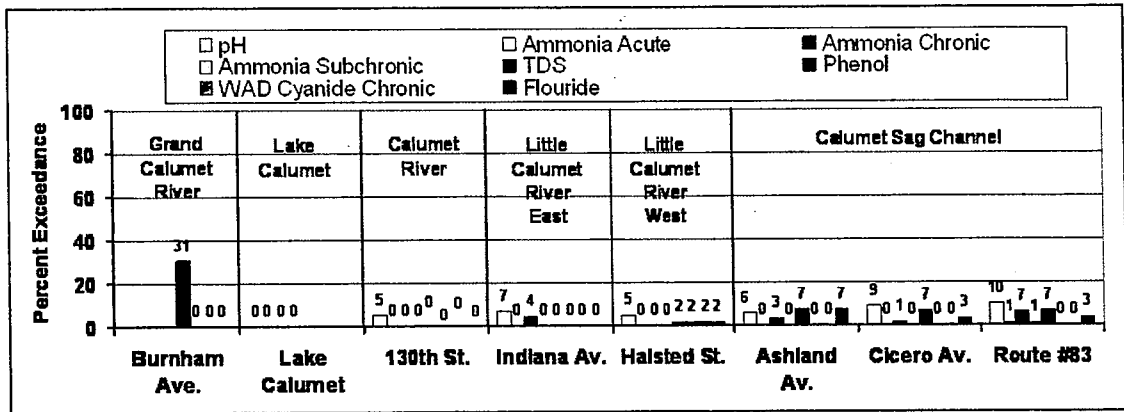 pH Ammonia Acute Ammonia Chronic
Ammonia Subchronic TDS Phenol
WAD Cyanide Chronic Flouride
Percent Exceedance
100
80
60
40
20
0
Grand Calumet River
Lake Calumet
Calumet River
Little Calumet River East
Little Calumet River West
Calumet Sag Channel
31 0 0 0
0 0 0 0
5 0 0 0 0 0 0 0
7 0 4 0 0 0 0 0
5 0 0 0 2 2 2 2
6 0 3 0 7 0 0 7
9 0 1 0 7 0 0 3
10 1 7 1 7 0 0 3
Burnham Ave.
Lake Calumet
130th St.
Indiana Av.
Halsted St.
Ashland Av.
Cicero Av.
Route #83